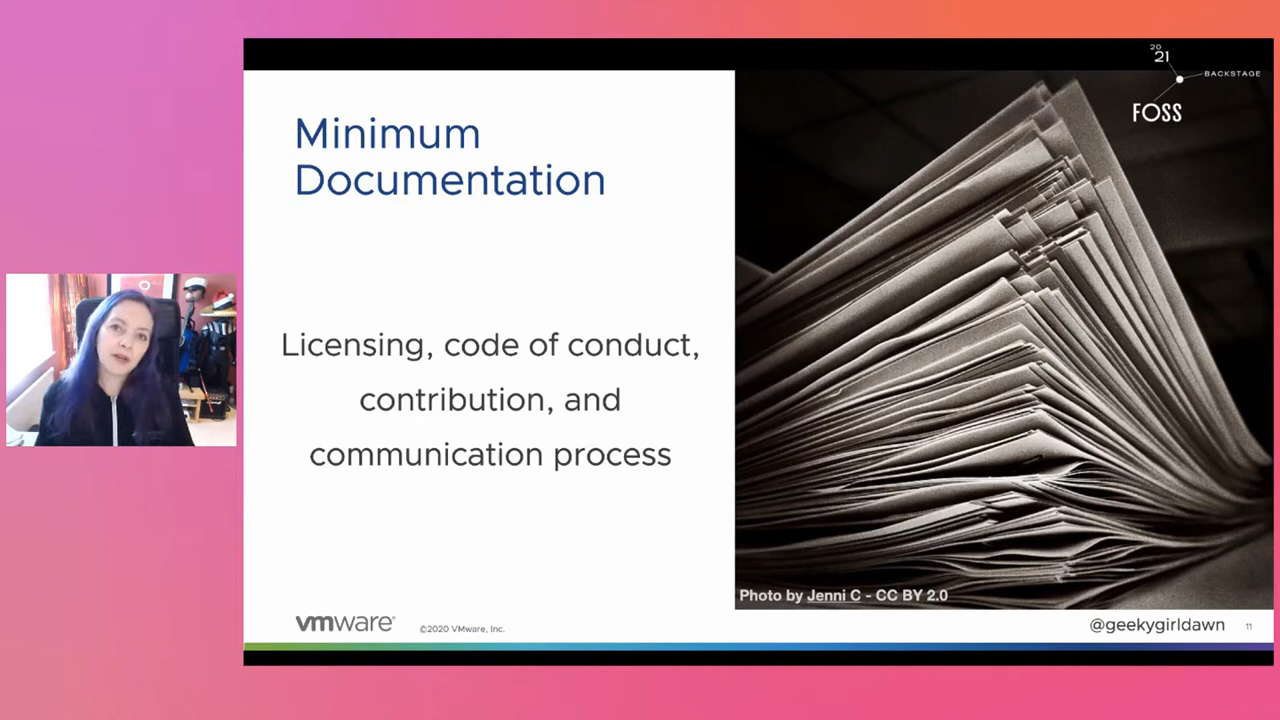 20
21
BACKSTAGE
FOSS
Minimum
Documentation
Licensing, code of conduct,
contribution, and
communication process
Photo by Jenni C - CC BY 2.0
vmware®
©2020 VMware, Inc.
@geekygirldawn
11